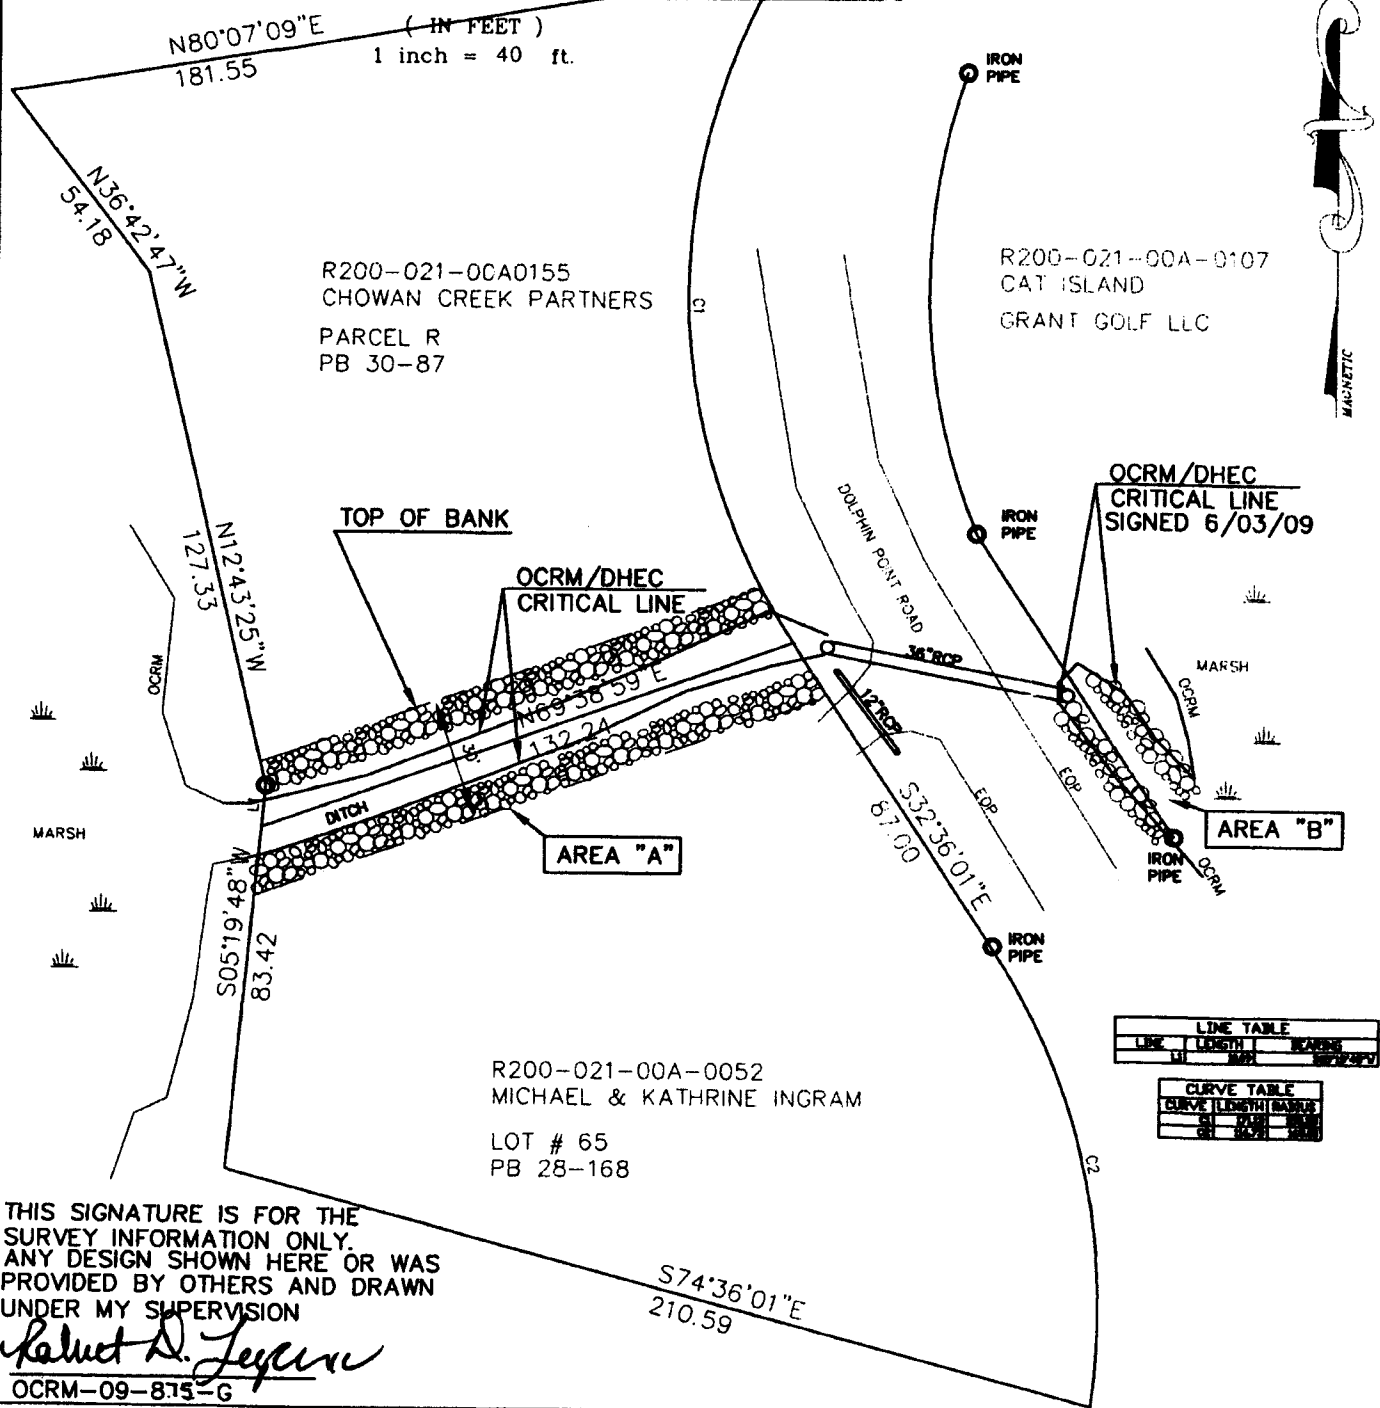 N80°07'09"E
181.55
( IN FEET )
1 inch = 40 ft.
IRON
PIPE
N36°42'47"W
54.18
R200-021-00A0155
CHOWAN CREEK PARTNERS
PARCEL R
PB 30-87
C1
R200-021-00A-0107
CAT ISLAND
GRANT GOLF LLC
MAGNETIC
TOP OF BANK
OCRM/DHEC
CRITICAL LINE
SIGNED 6/03/09
IRON
PIPE
DOLPHIN POINT ROAD
N12°43'25"W
127.33
OCRM/DHEC
CRITICAL LINE
OCRM
36"RCP
MARSH
OCRM
N69°38'59"E
132.24
30'
12"RCP
EOP
EOP
DITCH
MARSH
AREA "A"
AREA "B"
IRON
PIPE
OCRM
S32°36'01"E
87.00
S05°19'48"W
83.42
IRON
PIPE
LINE TABLE
LINE LENGTH BEARING
L1
CURVE TABLE
CURVE LENGTH RADIUS
R200-021-00A-0052
MICHAEL & KATHRINE INGRAM
LOT # 65
PB 28-168
C2
THIS SIGNATURE IS FOR THE
SURVEY INFORMATION ONLY.
ANY DESIGN SHOWN HERE OR WAS
PROVIDED BY OTHERS AND DRAWN
UNDER MY SUPERVISION
OCRM-09-875-G
S74°36'01"E
210.59